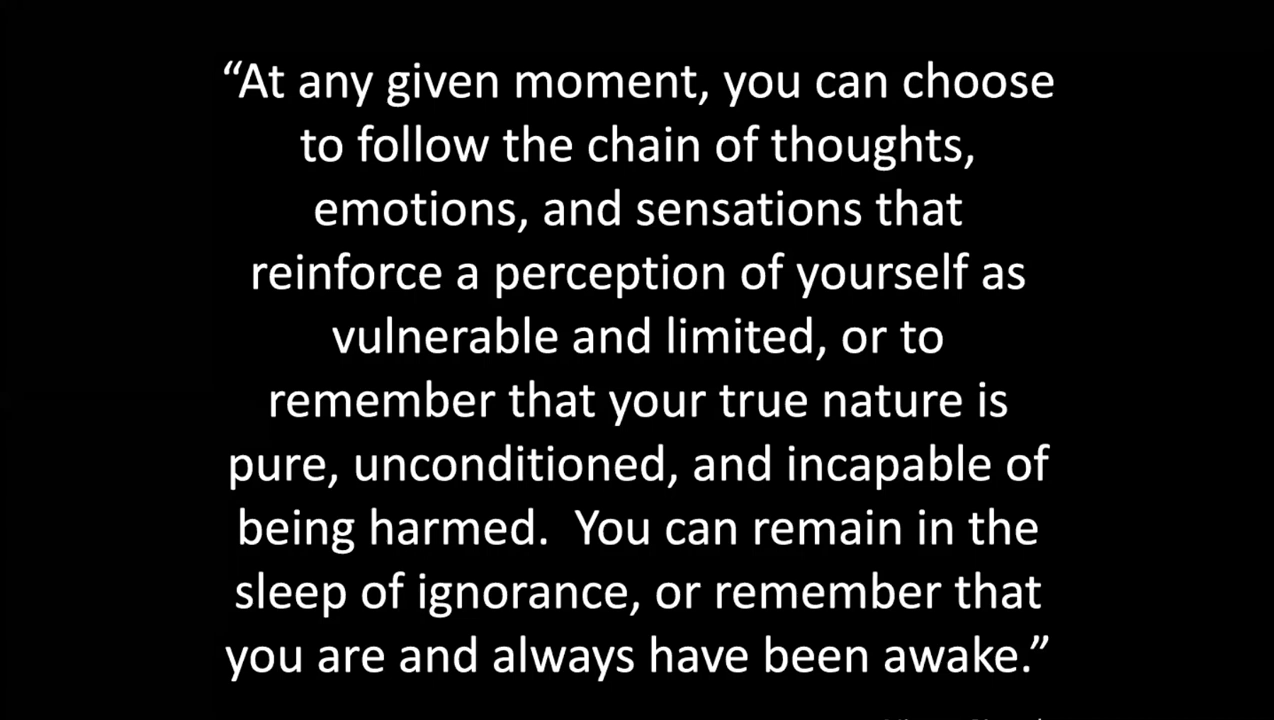 “At any given moment, you can choose
to follow the chain of thoughts,
emotions, and sensations that
reinforce a perception of yourself as
vulnerable and limited, or to
remember that your true nature is
pure, unconditioned, and incapable of
being harmed.  You can remain in the
sleep of ignorance, or remember that
you are and always have been awake.”